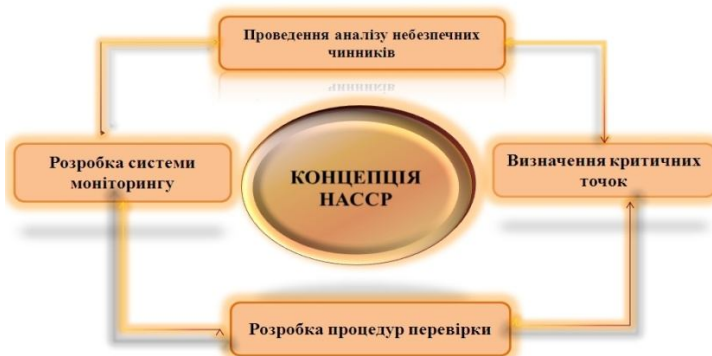 Проведення аналізу небезпечних
чинників
Розробка системи
моніторингу
КОНЦЕПЦІЯ
НАССР
Визначення критичних
точок
Розробка процедур перевірки